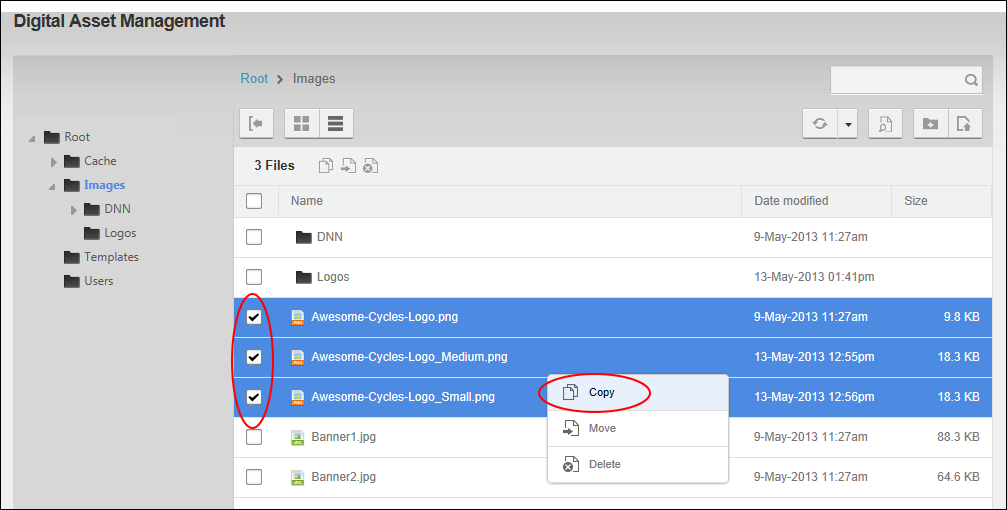 Digital Asset Management
Root > Images
Root
Cache
Images
DNN
Logos
Templates
Users
3 Files
Name Date modified Size
DNN 9-May-2013 11:27am
Logos 13-May-2013 01:41pm
Awesome-Cycles-Logo.png 9-May-2013 11:27am 9.8 KB
Awesome-Cycles-Logo_Medium.png 13-May-2013 12:55pm 18.3 KB
Awesome-Cycles-Logo_Small.png 13-May-2013 12:56pm 18.3 KB
Copy
Banner1.jpg 9-May-2013 11:27am 88.3 KB
Move
Banner2.jpg 9-May-2013 11:27am 64.6 KB
Delete